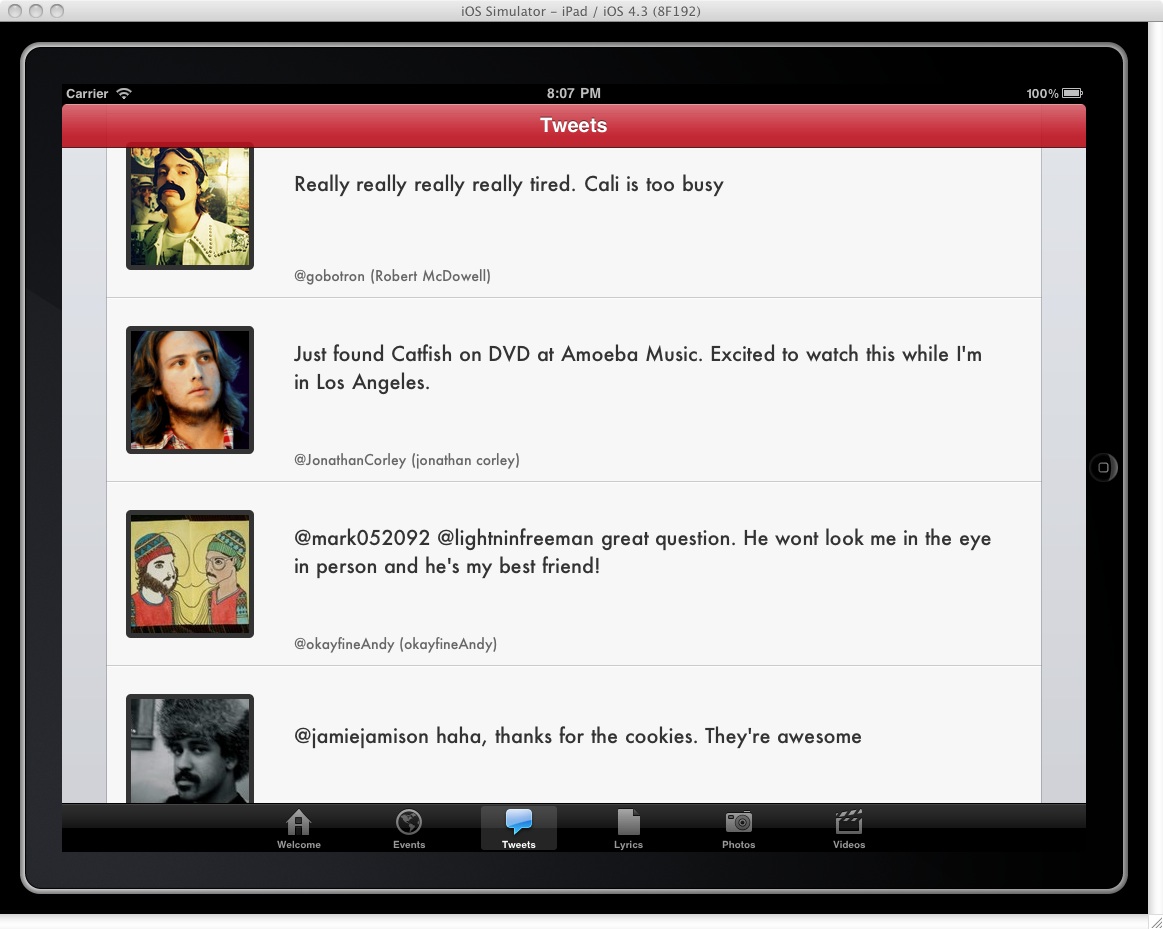 iOS Simulator – iPad / iOS 4.3 (8F192)
Carrier 8:07 PM 100%
Tweets
Really really really really tired. Cali is too busy
@gobotron (Robert McDowell)
Just found Catfish on DVD at Amoeba Music. Excited to watch this while I'm
in Los Angeles.
@JonathanCorley (jonathan corley)
@mark052092 @lightninfreeman great question. He wont look me in the eye
in person and he's my best friend!
@okayfineAndy (okayfineAndy)
@jamiejamison haha, thanks for the cookies. They're awesome
Welcome Events Tweets Lyrics Photos Videos